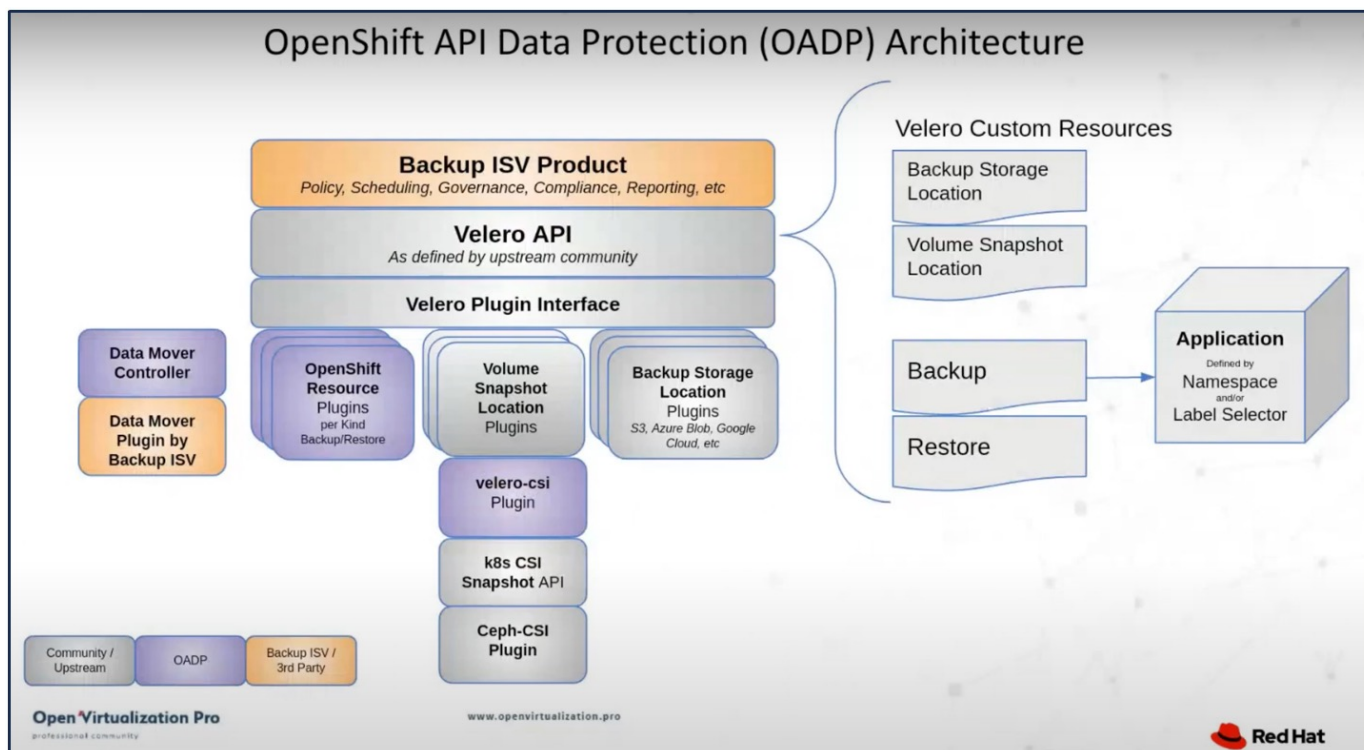 OpenShift API Data Protection (OADP) Architecture
Backup ISV Product
Policy, Scheduling, Governance, Compliance, Reporting, etc
Velero API
As defined by upstream community
Velero Plugin Interface
Data Mover
Controller
Data Mover
Plugin by
Backup ISV
OpenShift
Resource
Plugins
per Kind
Backup/Restore
Volume
Snapshot
Location
Plugins
Backup Storage
Location
Plugins
S3, Azure Blob, Google
Cloud, etc
velero-csi
Plugin
k8s CSI
Snapshot API
Ceph-CSI
Plugin
Velero Custom Resources
Backup Storage
Location
Volume Snapshot
Location
Backup
Restore
Application
Defined by
Namespace
and/or
Label Selector
Community /
Upstream
OADP
Backup ISV /
3rd Party
Open Virtualization Pro
professional community
www.openvirtualization.pro
Red Hat